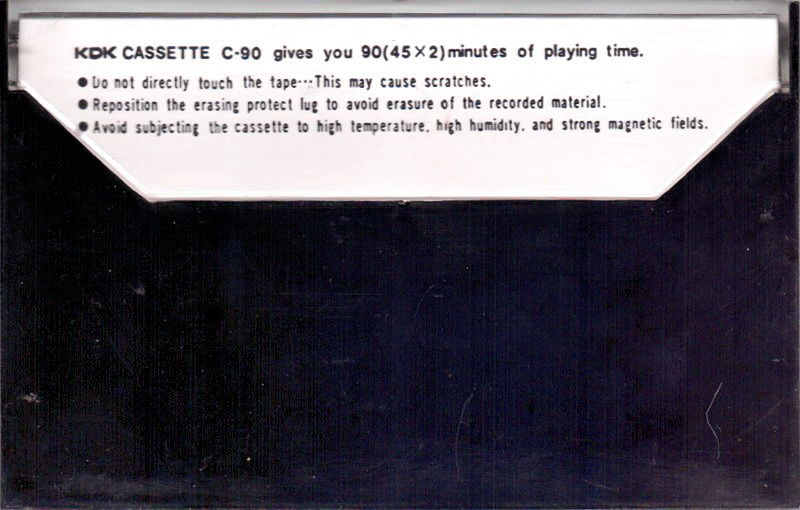 KDK CASSETTE C-90 gives you 90(45×2)minutes of playing time.
●Do not directly touch the tape···This may cause scratches.
●Reposition the erasing protect lug to avoid erasure of the recorded material.
●Avoid subjecting the cassette to high temperature. high humidity. and strong magnetic fields.